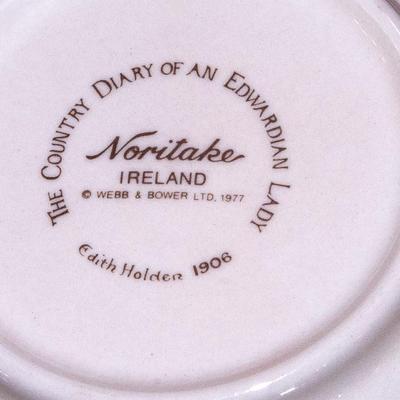 THE COUNTRY DIARY OF AN EDWARDIAN LADY
Noritake
IRELAND
© WEBB & BOWER LTD. 1977
Edith Holden 1906